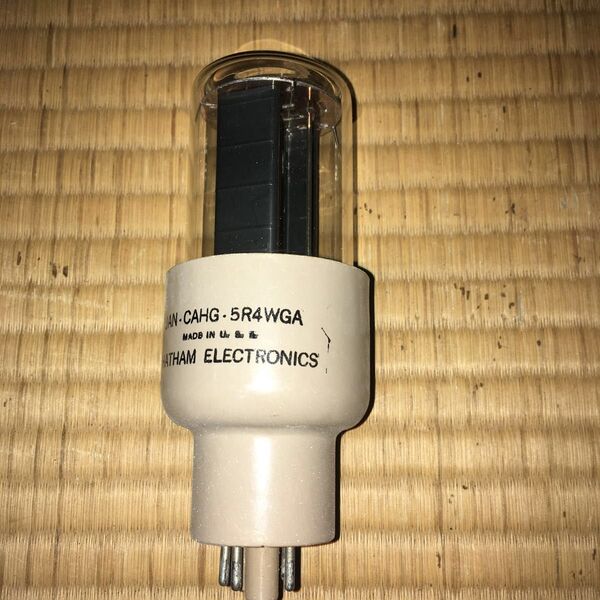 JAN-CAHG-5R4WGA
MADE IN U. S. A.
CHATHAM ELECTRONICS